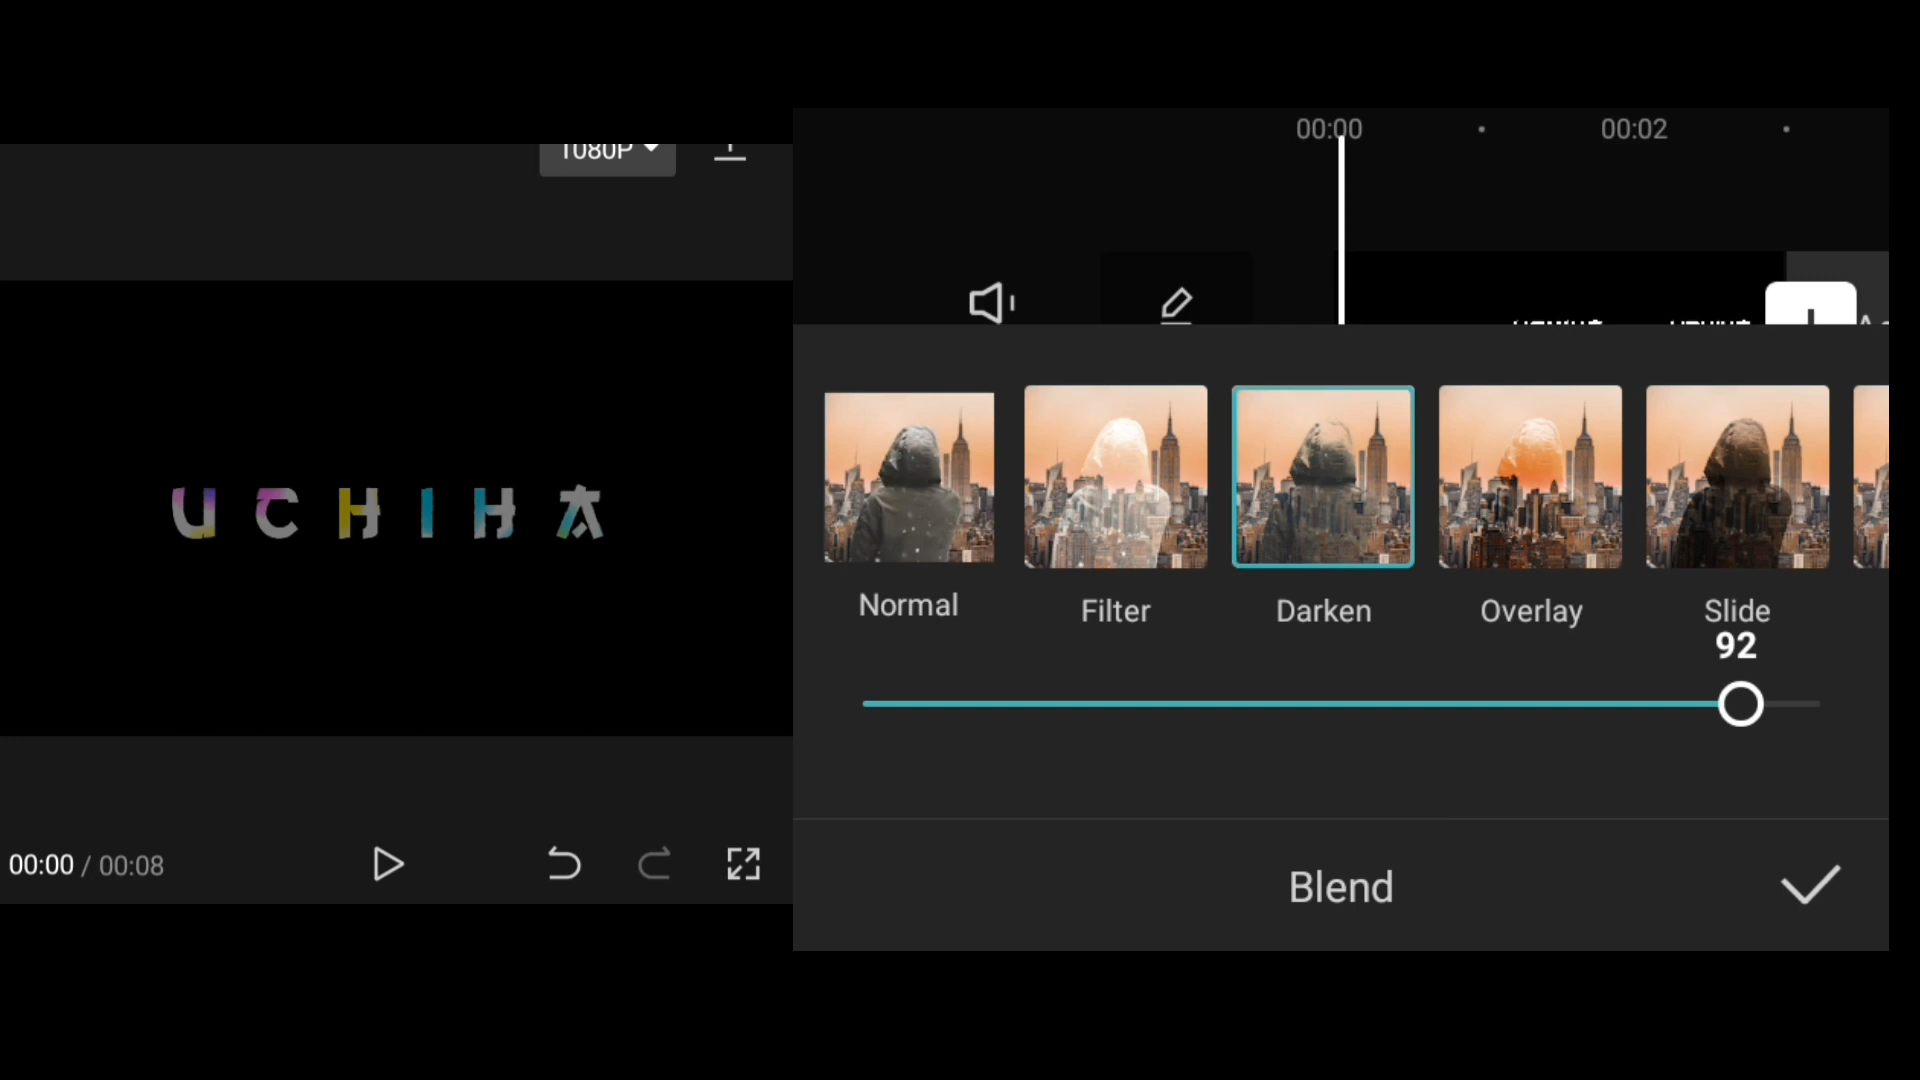 1080P
UCHIHA
00:00 / 00:08
00:00
00:02
Normal
Filter
Darken
Overlay
Slide
92
Blend